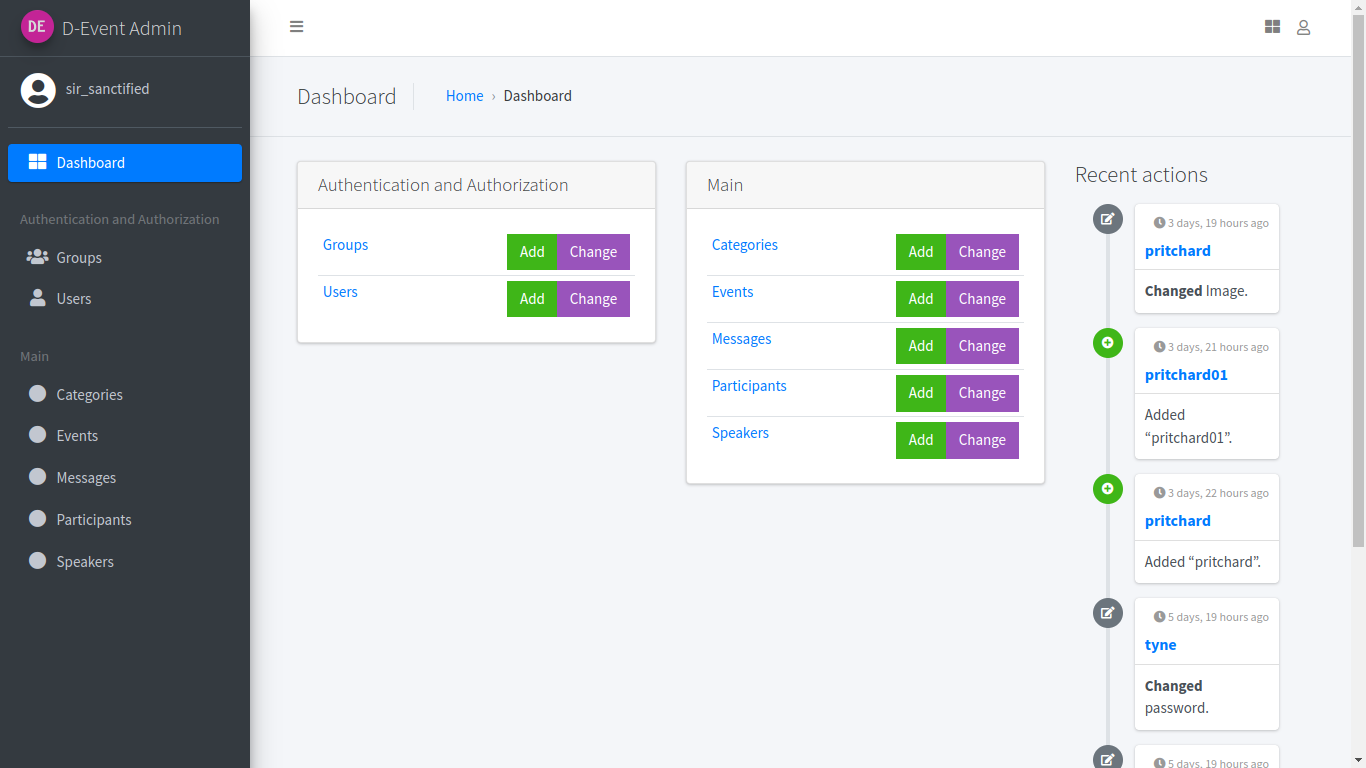 DE D-Event Admin
sir_sanctified
Dashboard
Authentication and Authorization
Groups
Users
Main
Categories
Events
Messages
Participants
Speakers
Dashboard
Home › Dashboard
Authentication and Authorization
Groups Add Change
Users Add Change
Main
Categories Add Change
Events Add Change
Messages Add Change
Participants Add Change
Speakers Add Change
Recent actions
3 days, 19 hours ago
pritchard
Changed Image.
3 days, 21 hours ago
pritchard01
Added
“pritchard01”.
3 days, 22 hours ago
pritchard
Added “pritchard”.
5 days, 19 hours ago
tyne
Changed
password.
5 days, 19 hours ago